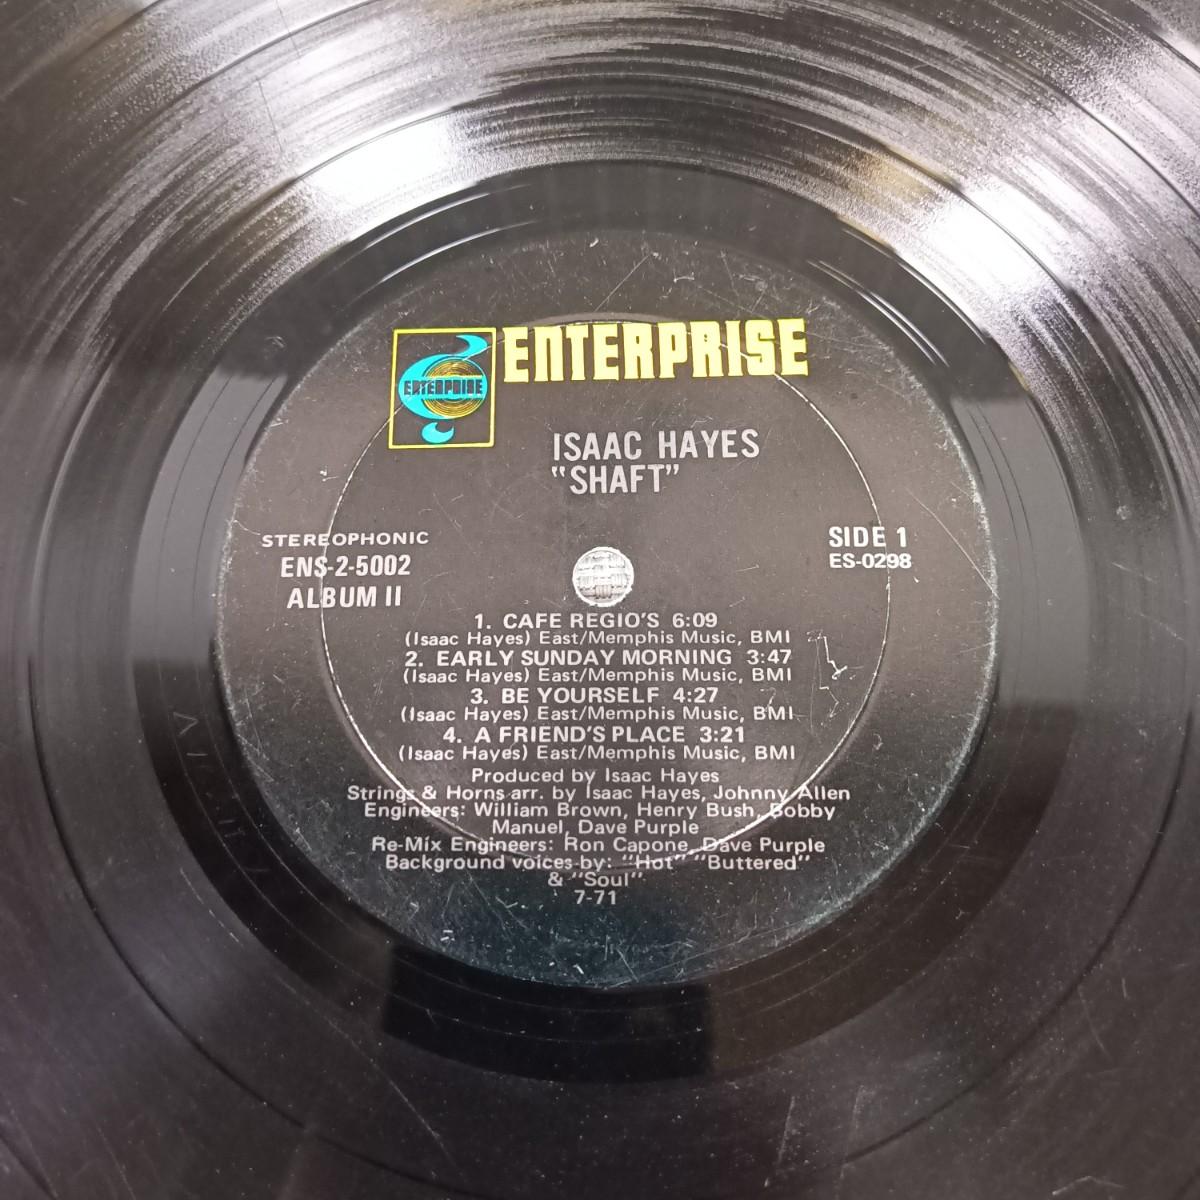 ENTERPRISE
ENTERPRISE
ISAAC HAYES
"SHAFT"
STEREOPHONIC
ENS-2-5002
ALBUM II
SIDE 1
ES-0298
1. CAFE REGIO'S 6:09
(Isaac Hayes) East/Memphis Music, BMI
2. EARLY SUNDAY MORNING 3:47
(Isaac Hayes) East/Memphis Music, BMI
3. BE YOURSELF 4:27
(Isaac Hayes) East/Memphis Music, BMI
4. A FRIEND'S PLACE 3:21
(Isaac Hayes) East/Memphis Music, BMI
Produced by Isaac Hayes
Strings & Horns arr. by Isaac Hayes, Johnny Allen
Engineers: William Brown, Henry Bush, Bobby
Manuel, Dave Purple
Re-Mix Engineers: Ron Capone, Dave Purple
Background voices by: "Hot" "Buttered"
& "Soul"
7-71